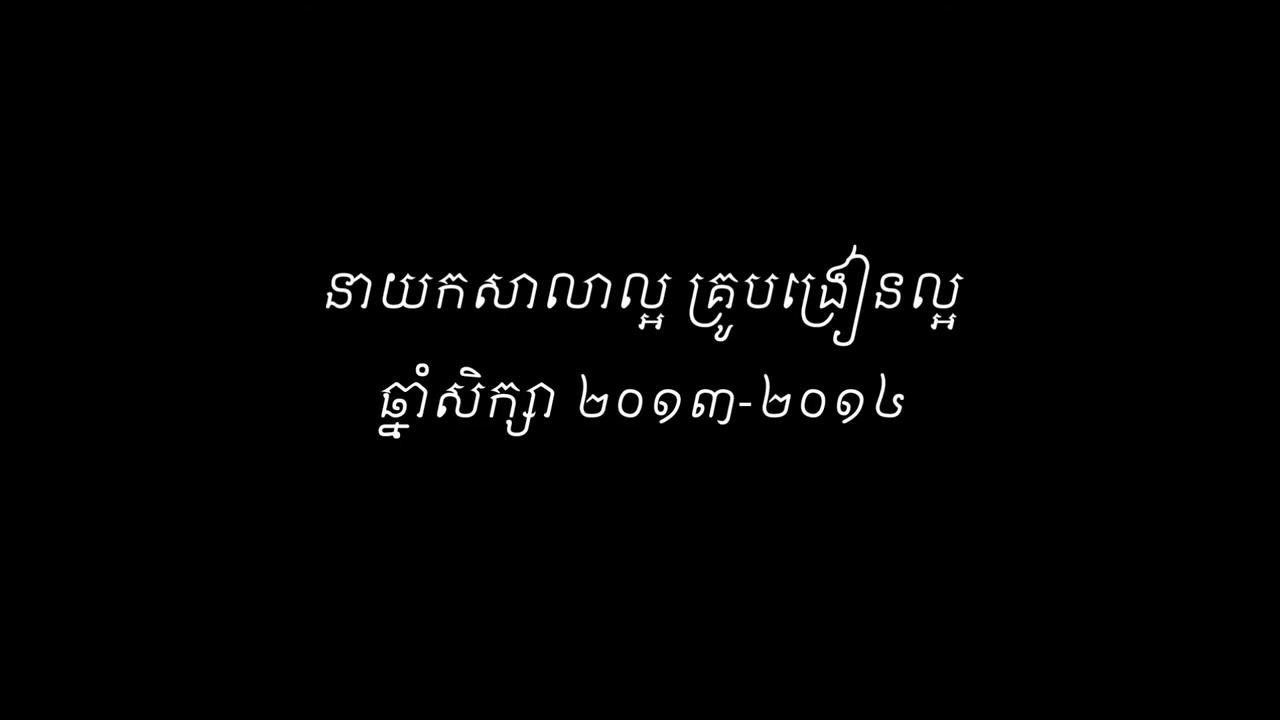 នាយកសាលាល្អ គ្រូបង្រៀនល្អ
ឆ្នាំសិក្សា ២០១៣-២០១៤